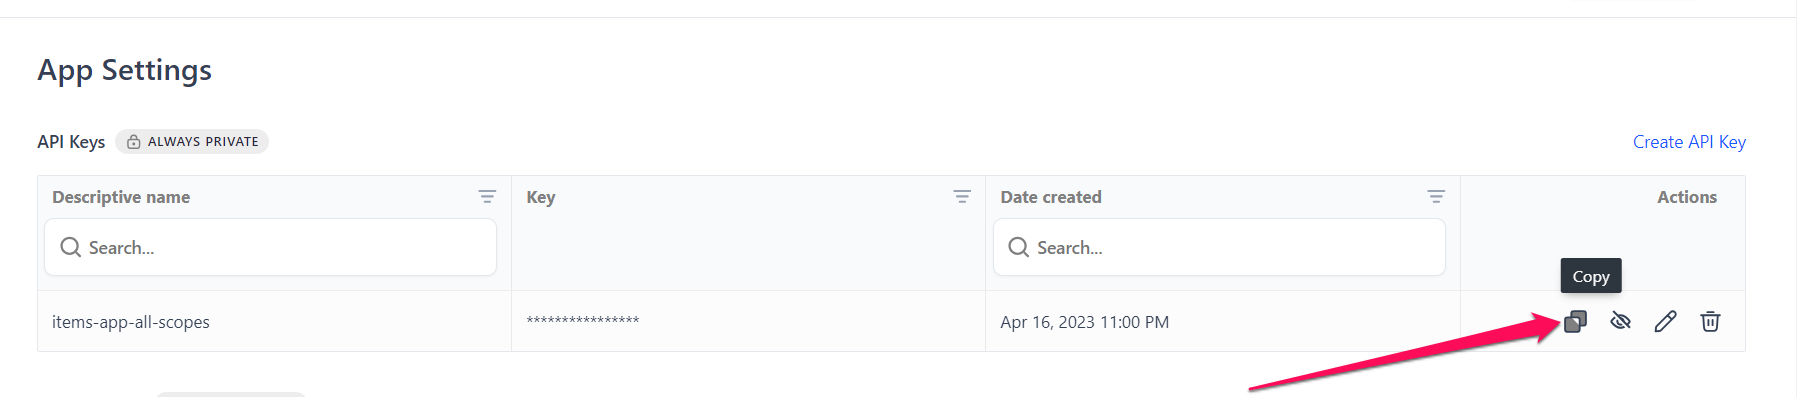 App Settings
API Keys ALWAYS PRIVATE Create API Key
Descriptive name Key Date created Actions
Search... Search...
Copy
items-app-all-scopes **************** Apr 16, 2023 11:00 PM